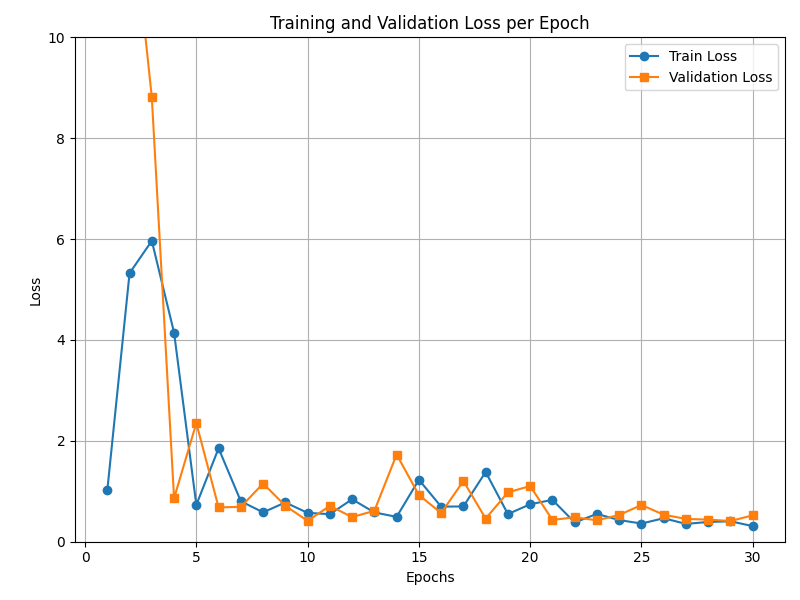 Training and Validation Loss per Epoch
Train Loss
Validation Loss
Loss
10
8
6
4
2
0
0 5 10 15 20 25 30
Epochs